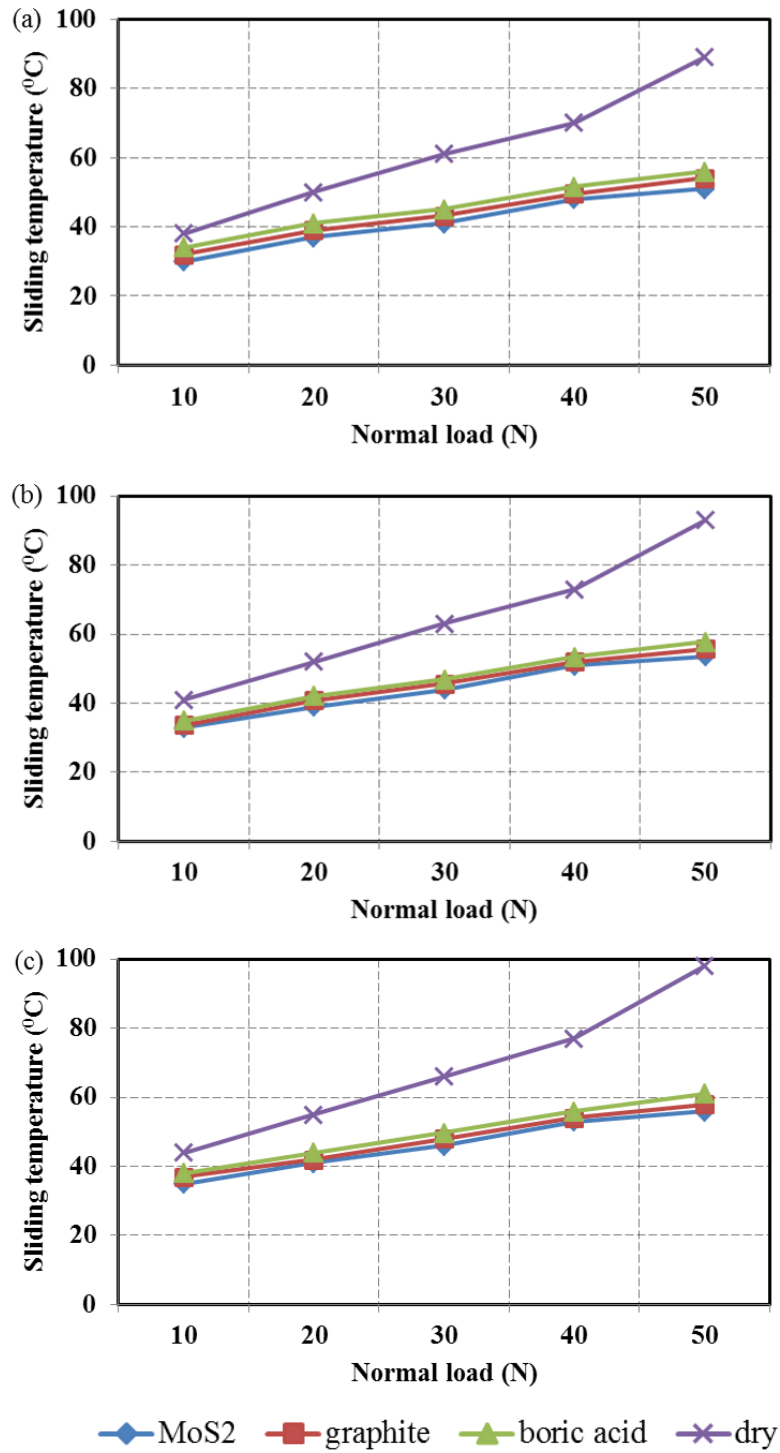 (a)
100
80
60
40
20
0
Sliding temperature (⁰C)
10 20 30 40 50
Normal load (N)
(b)
100
80
60
40
20
0
Sliding temperature (⁰C)
10 20 30 40 50
Normal load (N)
(c)
100
80
60
40
20
0
Sliding temperature (⁰C)
10 20 30 40 50
Normal load (N)
MoS2 graphite boric acid dry